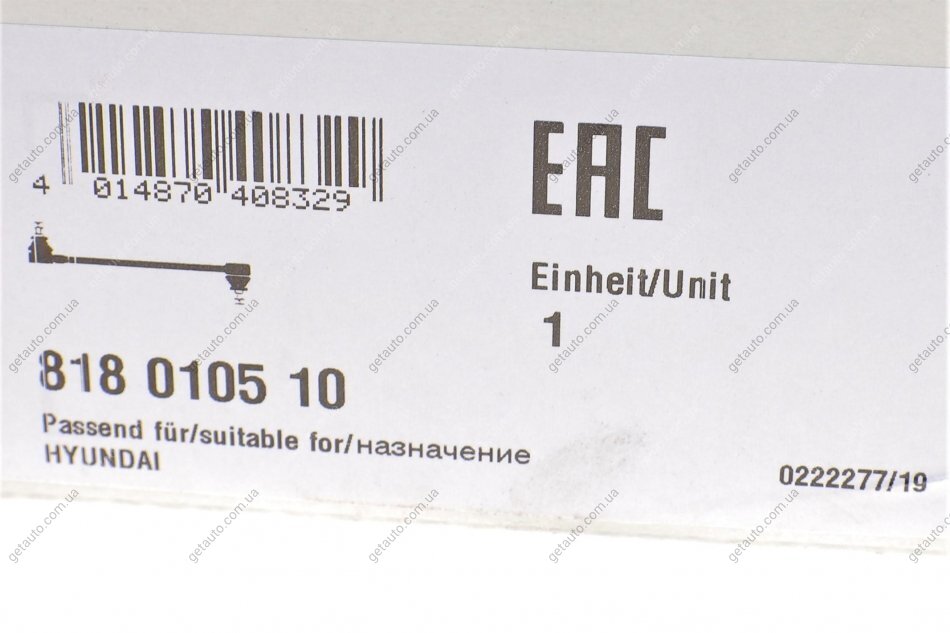 4 014870 408329
EAC
Einheit/Unit
1
818 0105 10
Passend für/suitable for/назначение
HYUNDAI
0222277/19
getauto.com.ua